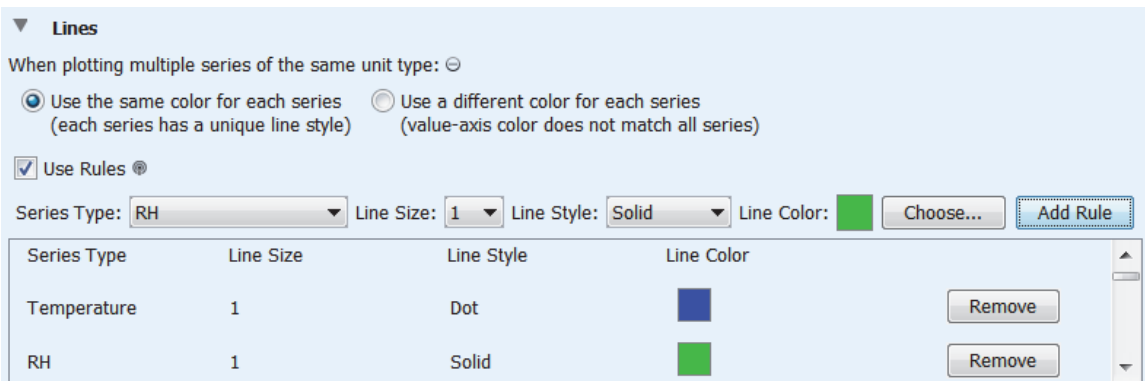 Lines
When plotting multiple series of the same unit type:
Use the same color for each series Use a different color for each series
(each series has a unique line style) (value-axis color does not match all series)
Use Rules
Series Type: RH Line Size: 1 Line Style: Solid Line Color: Choose... Add Rule
Series Type Line Size Line Style Line Color
Temperature 1 Dot Remove
RH 1 Solid Remove